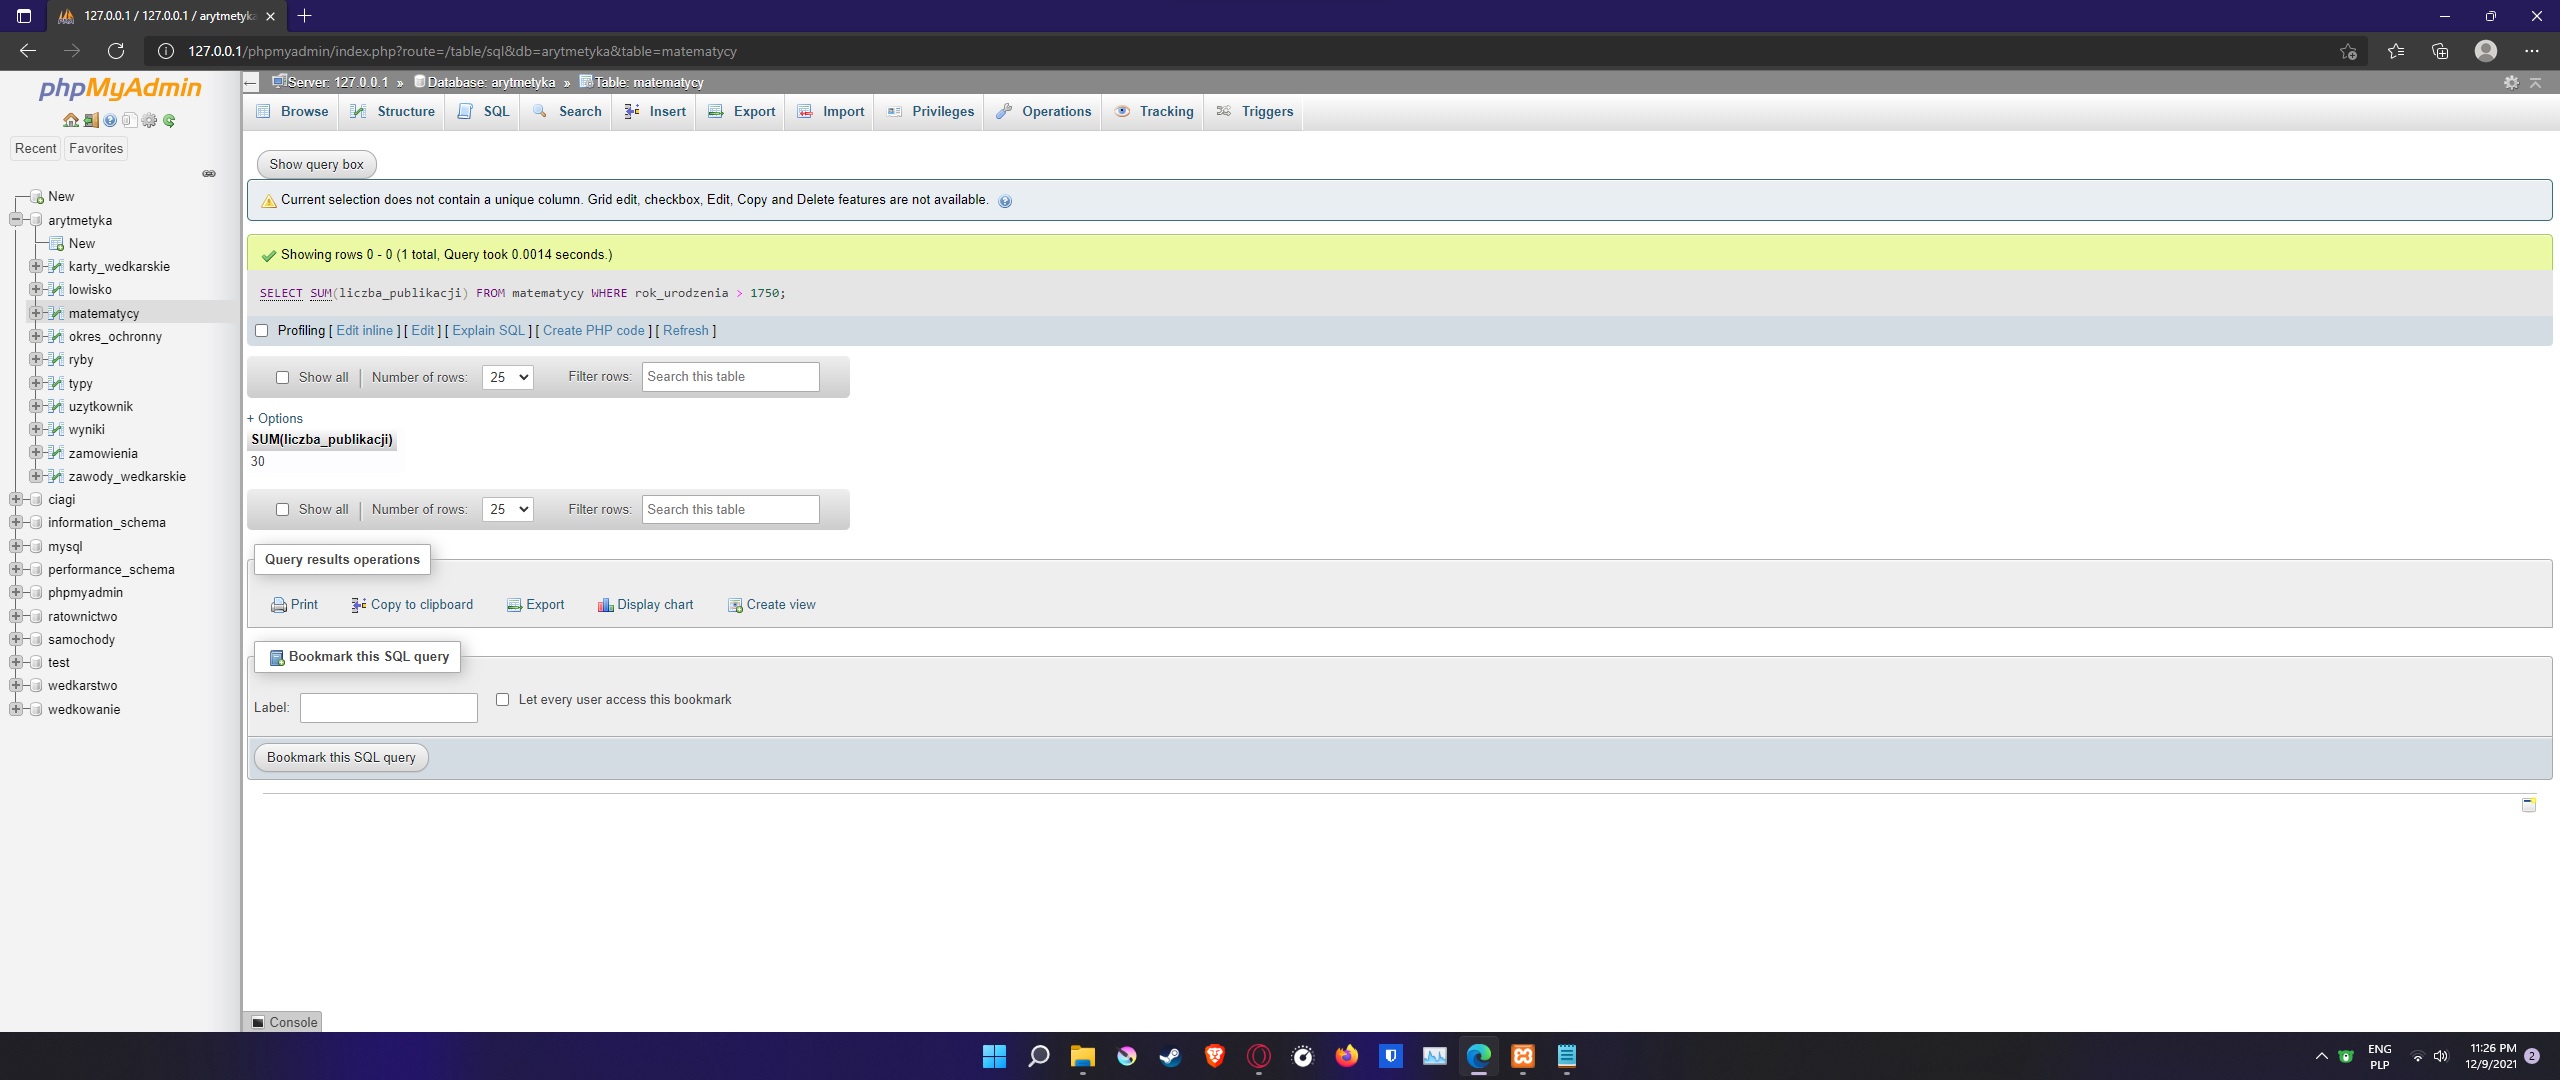 127.0.0.1 / 127.0.0.1 / arytmetyka
127.0.0.1/phpmyadmin/index.php?route=/table/sql&db=arytmetyka&table=matematycy
phpMyAdmin
Recent Favorites
New
arytmetyka
New
karty_wedkarskie
lowisko
matematycy
okres_ochronny
ryby
typy
uzytkownik
wyniki
zamowienia
zawody_wedkarskie
ciagi
information_schema
mysql
performance_schema
phpmyadmin
ratownictwo
samochody
test
wedkarstwo
wedkowanie
Server: 127.0.0.1 » Database: arytmetyka » Table: matematycy
Browse Structure SQL Search Insert Export Import Privileges Operations Tracking Triggers
Show query box
Current selection does not contain a unique column. Grid edit, checkbox, Edit, Copy and Delete features are not available.
Showing rows 0 - 0 (1 total, Query took 0.0014 seconds.)
SELECT SUM(liczba_publikacji) FROM matematycy WHERE rok_urodzenia > 1750;
Profiling [ Edit inline ] [ Edit ] [ Explain SQL ] [ Create PHP code ] [ Refresh ]
Show all | Number of rows: 25 Filter rows: Search this table
+ Options
SUM(liczba_publikacji)
30
Show all | Number of rows: 25 Filter rows: Search this table
Query results operations
Print Copy to clipboard Export Display chart Create view
Bookmark this SQL query
Label: Let every user access this bookmark
Bookmark this SQL query
Console
ENG
PLP
11:26 PM
12/9/2021
2